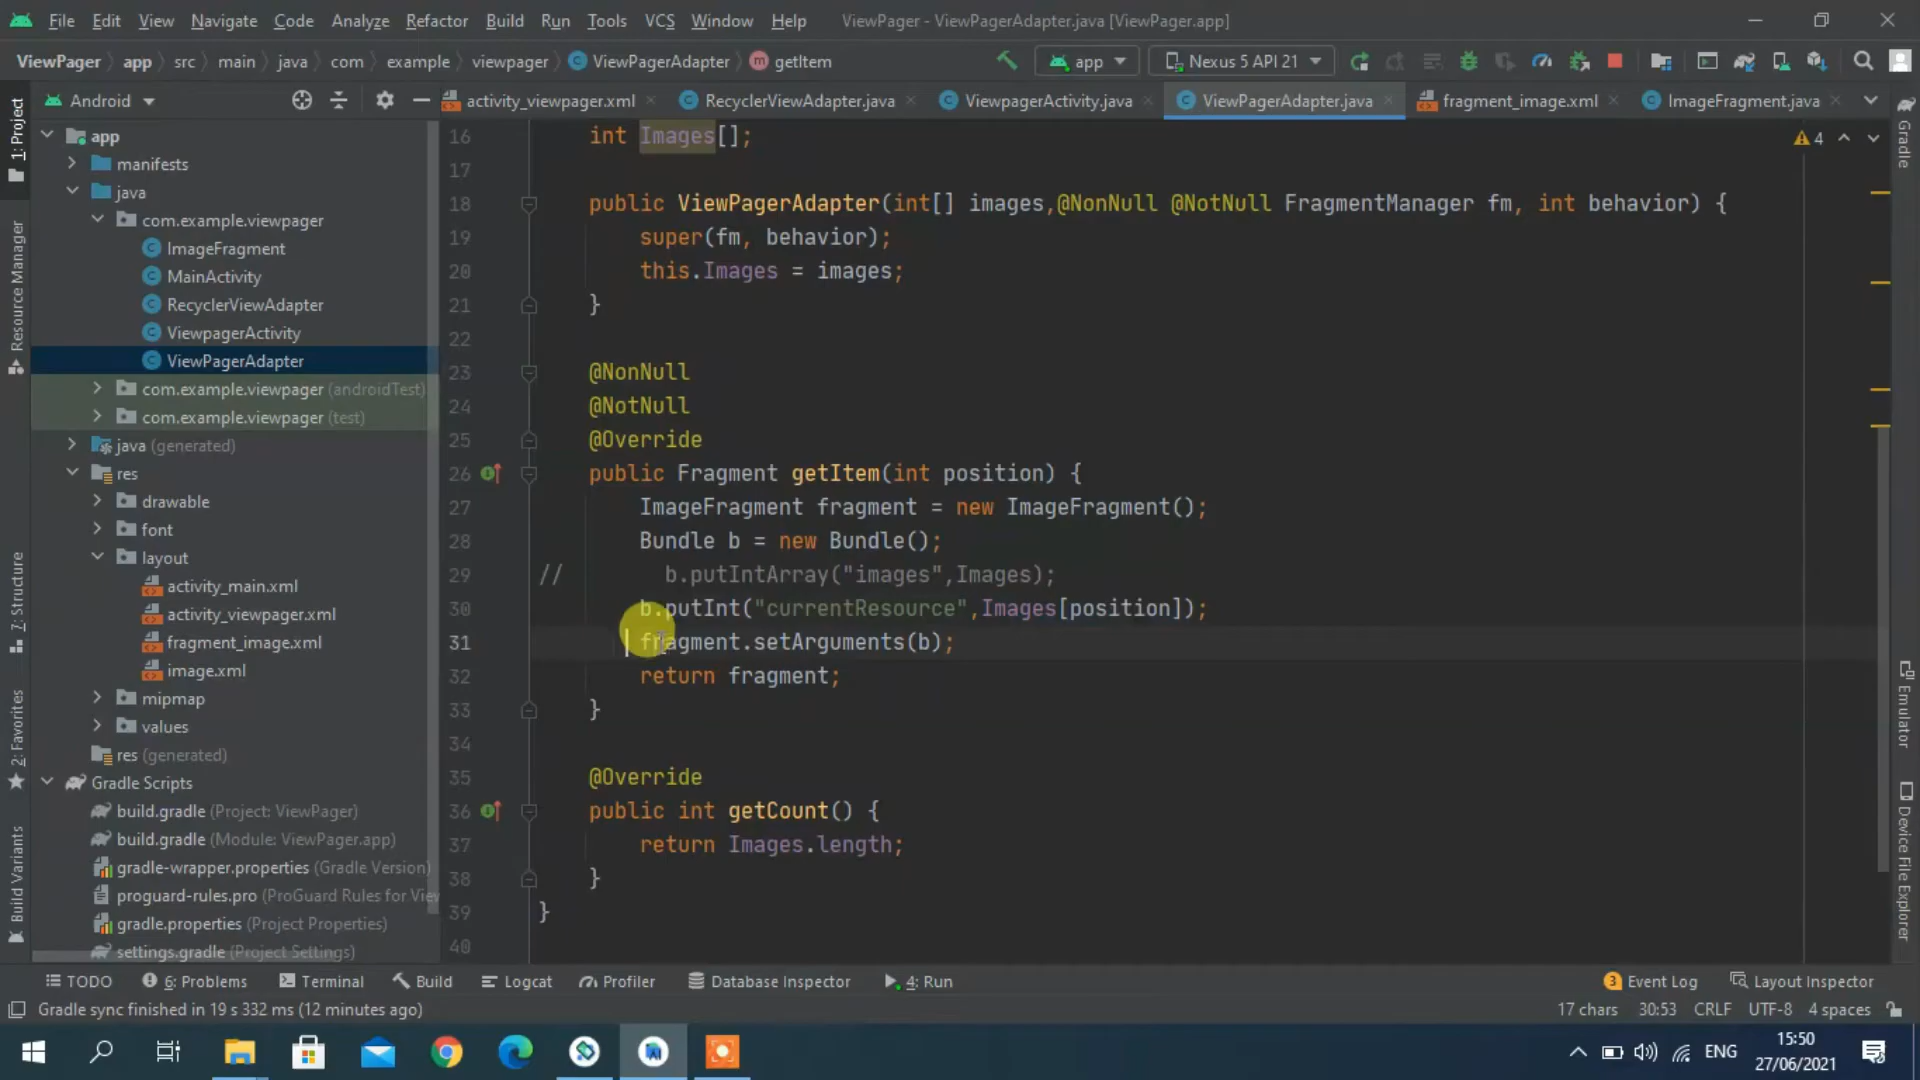 File Edit View Navigate Code Analyze Refactor Build Run Tools VCS Window Help ViewPager - ViewPagerAdapter.java [ViewPager.app]
ViewPager app src main java com example viewpager ViewPagerAdapter getItem app Nexus 5 API 21
Android activity_viewpager.xml RecyclerViewAdapter.java ViewpagerActivity.java ViewPagerAdapter.java fragment_image.xml ImageFragment.java
1: Project
Resource Manager
7: Structure
2: Favorites
Build Variants
app
manifests
java
com.example.viewpager
ImageFragment
MainActivity
RecyclerViewAdapter
ViewpagerActivity
ViewPagerAdapter
com.example.viewpager (androidTest)
com.example.viewpager (test)
java (generated)
res
drawable
font
layout
activity_main.xml
activity_viewpager.xml
fragment_image.xml
image.xml
mipmap
values
res (generated)
Gradle Scripts
build.gradle (Project: ViewPager)
build.gradle (Module: ViewPager.app)
gradle-wrapper.properties (Gradle Version)
proguard-rules.pro (ProGuard Rules for View
gradle.properties (Project Properties)
settings.gradle (Project Settings)
16 int Images[];
17
18 public ViewPagerAdapter(int[] images,@NonNull @NotNull FragmentManager fm, int behavior) {
19 super(fm, behavior);
20 this.Images = images;
21 }
22
23 @NonNull
24 @NotNull
25 @Override
26 public Fragment getItem(int position) {
27 ImageFragment fragment = new ImageFragment();
28 Bundle b = new Bundle();
29 // b.putIntArray("images",Images);
30 b.putInt("currentResource",Images[position]);
31 fragment.setArguments(b);
32 return fragment;
33 }
34
35 @Override
36 public int getCount() {
37 return Images.length;
38 }
39 }
40
4
Gradle
Emulator
Device File Explorer
TODO 6: Problems Terminal Build Logcat Profiler Database Inspector 4: Run 3 Event Log Layout Inspector
Gradle sync finished in 19 s 332 ms (12 minutes ago) 17 chars 30:53 CRLF UTF-8 4 spaces
ENG
15:50
27/06/2021